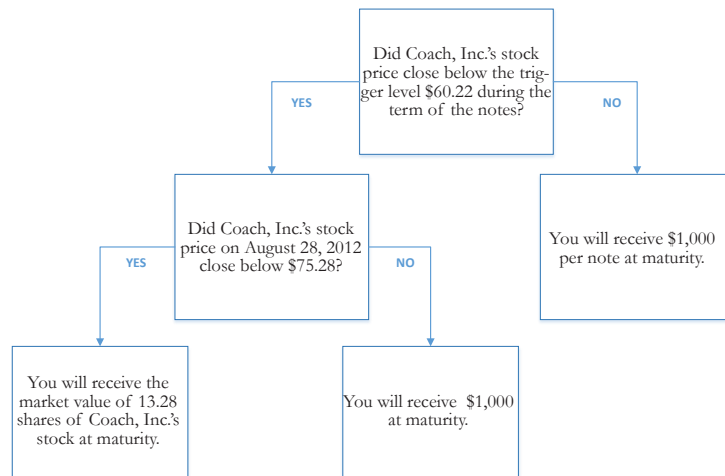 Did Coach, Inc.'s stock
price close below the trig-
ger level $60.22 during the
term of the notes?
YES
NO
Did Coach, Inc.'s stock
price on August 28, 2012
close below $75.28?
You will receive $1,000
per note at maturity.
YES
NO
You will receive the
market value of 13.28
shares of Coach, Inc.'s
stock at maturity.
You will receive $1,000
at maturity.